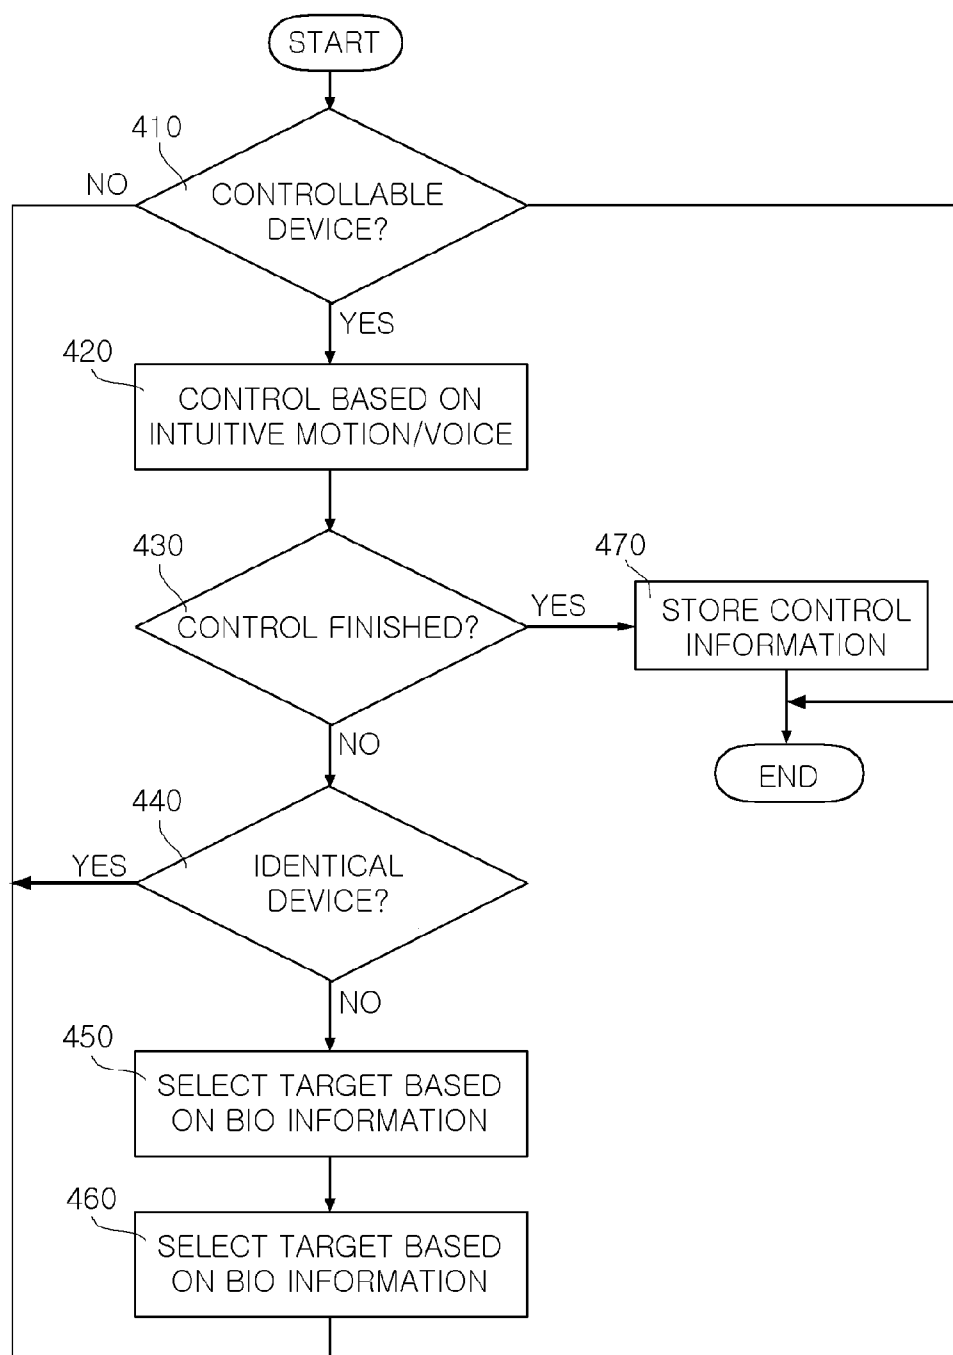 START
410
NO
CONTROLLABLE
DEVICE?
YES
420
CONTROL BASED ON
INTUITIVE MOTION/VOICE
430
CONTROL FINISHED?
YES
470
STORE CONTROL
INFORMATION
NO
END
440
YES
IDENTICAL
DEVICE?
NO
450
SELECT TARGET BASED
ON BIO INFORMATION
460
SELECT TARGET BASED
ON BIO INFORMATION